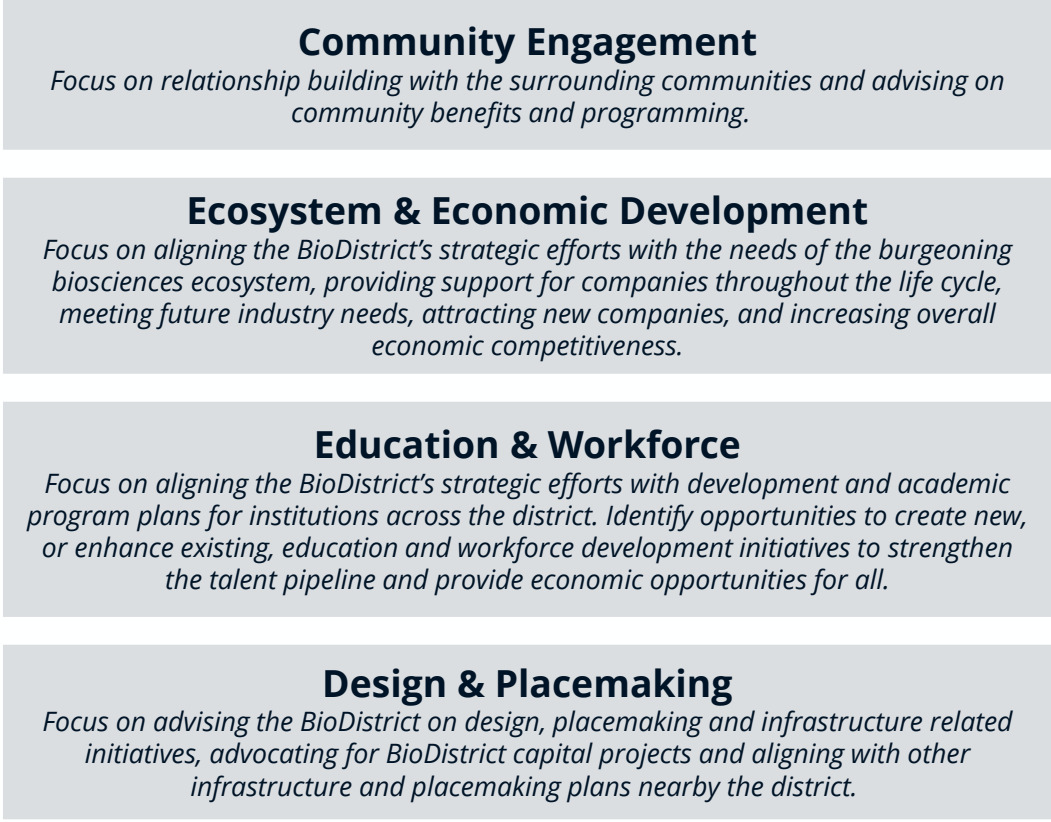 Community Engagement
Focus on relationship building with the surrounding communities and advising on
community benefits and programming.
Ecosystem & Economic Development
Focus on aligning the BioDistrict’s strategic efforts with the needs of the burgeoning
biosciences ecosystem, providing support for companies throughout the life cycle,
meeting future industry needs, attracting new companies, and increasing overall
economic competitiveness.
Education & Workforce
Focus on aligning the BioDistrict’s strategic efforts with development and academic
program plans for institutions across the district. Identify opportunities to create new,
or enhance existing, education and workforce development initiatives to strengthen
the talent pipeline and provide economic opportunities for all.
Design & Placemaking
Focus on advising the BioDistrict on design, placemaking and infrastructure related
initiatives, advocating for BioDistrict capital projects and aligning with other
infrastructure and placemaking plans nearby the district.